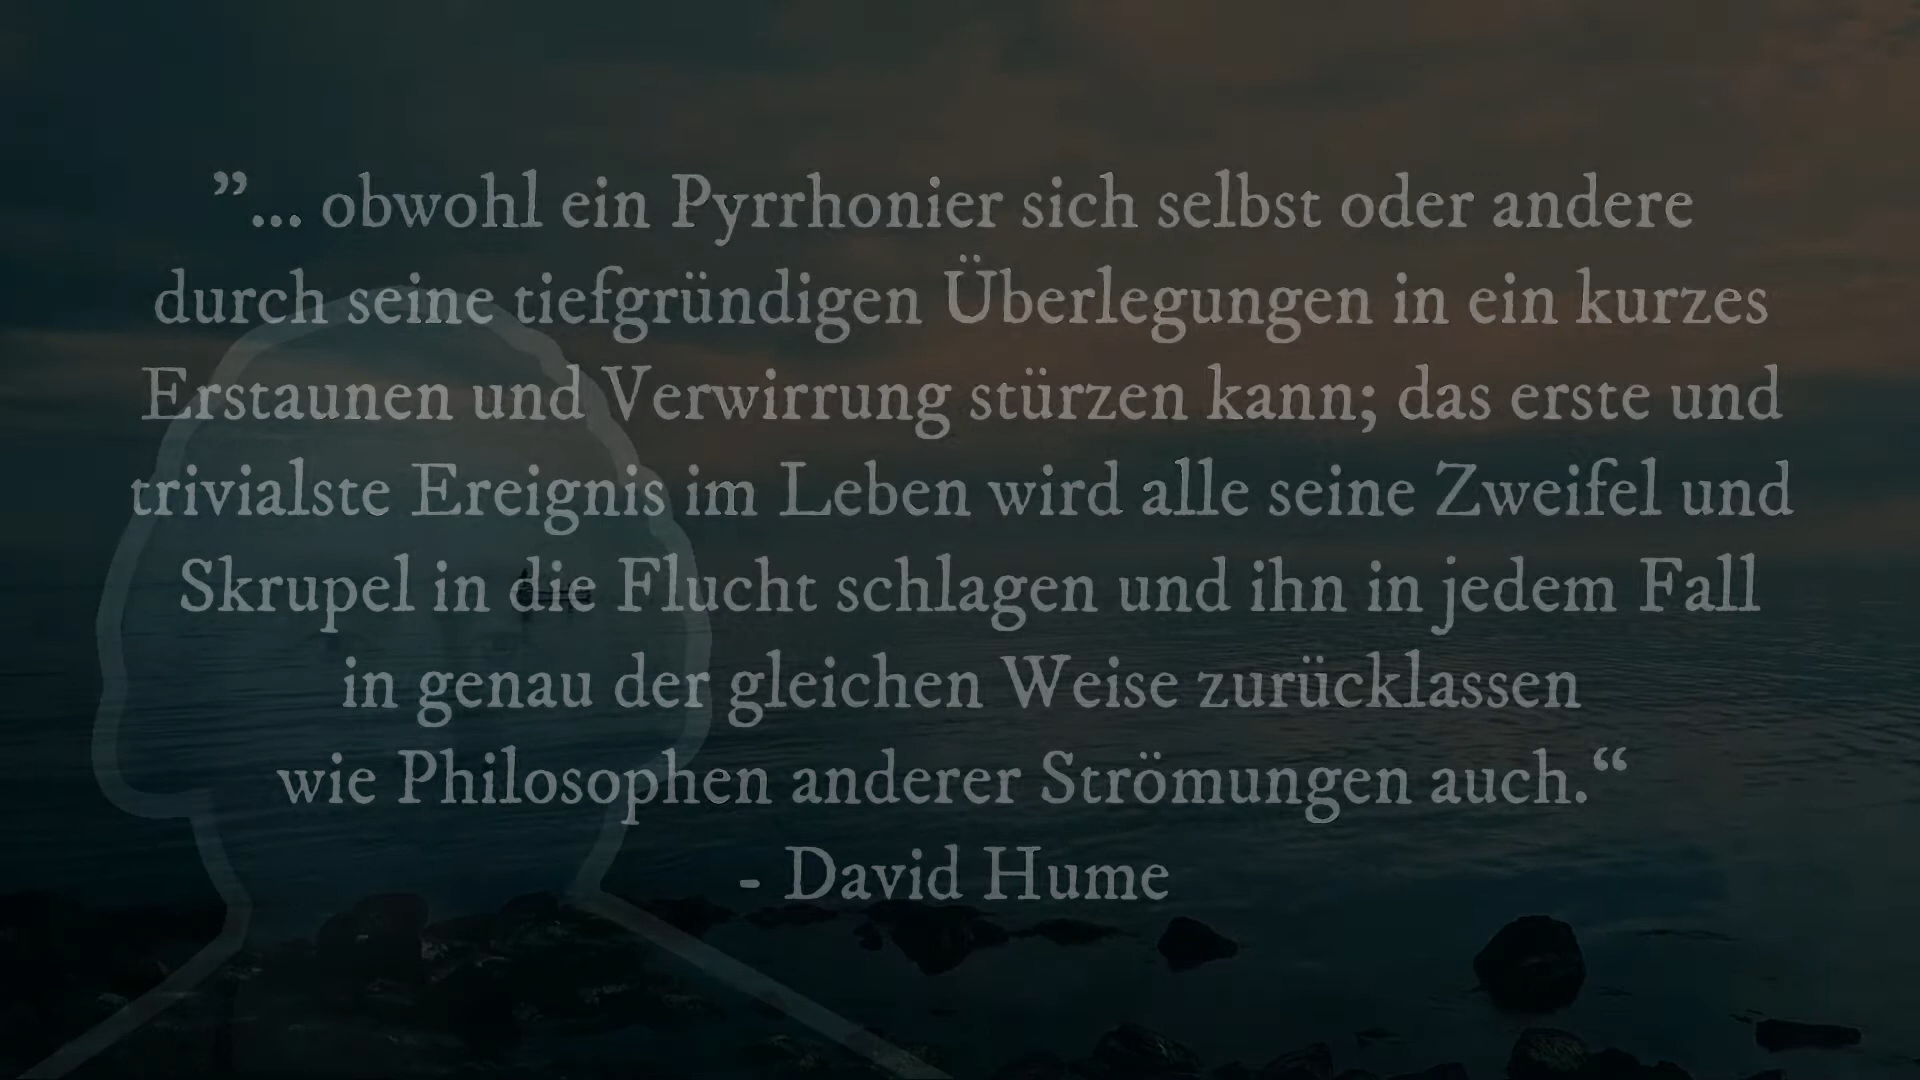 ”... obwohl ein Pyrrhonier sich selbst oder andere
durch seine tiefgründigen Überlegungen in ein kurzes
Erstaunen und Verwirrung stürzen kann; das erste und
trivialste Ereignis im Leben wird alle seine Zweifel und
Skrupel in die Flucht schlagen und ihn in jedem Fall
in genau der gleichen Weise zurücklassen
wie Philosophen anderer Strömungen auch.“
- David Hume